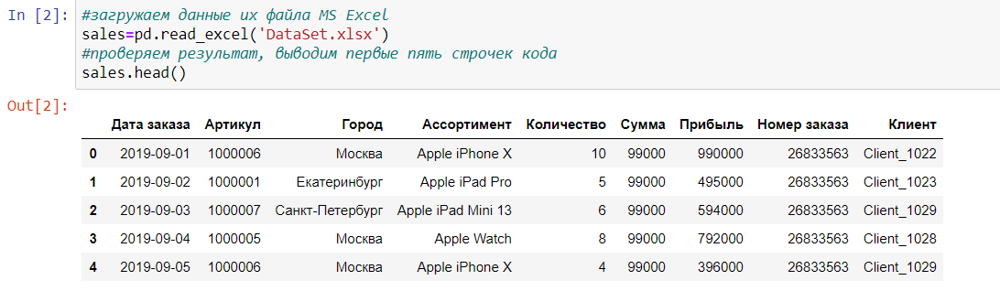 In [2]: #загружаем данные их файла MS Excel
sales=pd.read_excel('DataSet.xlsx')
#проверяем результат, выводим первые пять строчек кода
sales.head()
Out[2]:
Дата заказа Артикул Город Ассортимент Количество Сумма Прибыль Номер заказа Клиент
0 2019-09-01 1000006 Москва Apple iPhone X 10 99000 990000 26833563 Client_1022
1 2019-09-02 1000001 Екатеринбург Apple iPad Pro 5 99000 495000 26833563 Client_1023
2 2019-09-03 1000007 Санкт-Петербург Apple iPad Mini 13 6 99000 594000 26833563 Client_1029
3 2019-09-04 1000005 Москва Apple Watch 8 99000 792000 26833563 Client_1028
4 2019-09-05 1000006 Москва Apple iPhone X 4 99000 396000 26833563 Client_1029